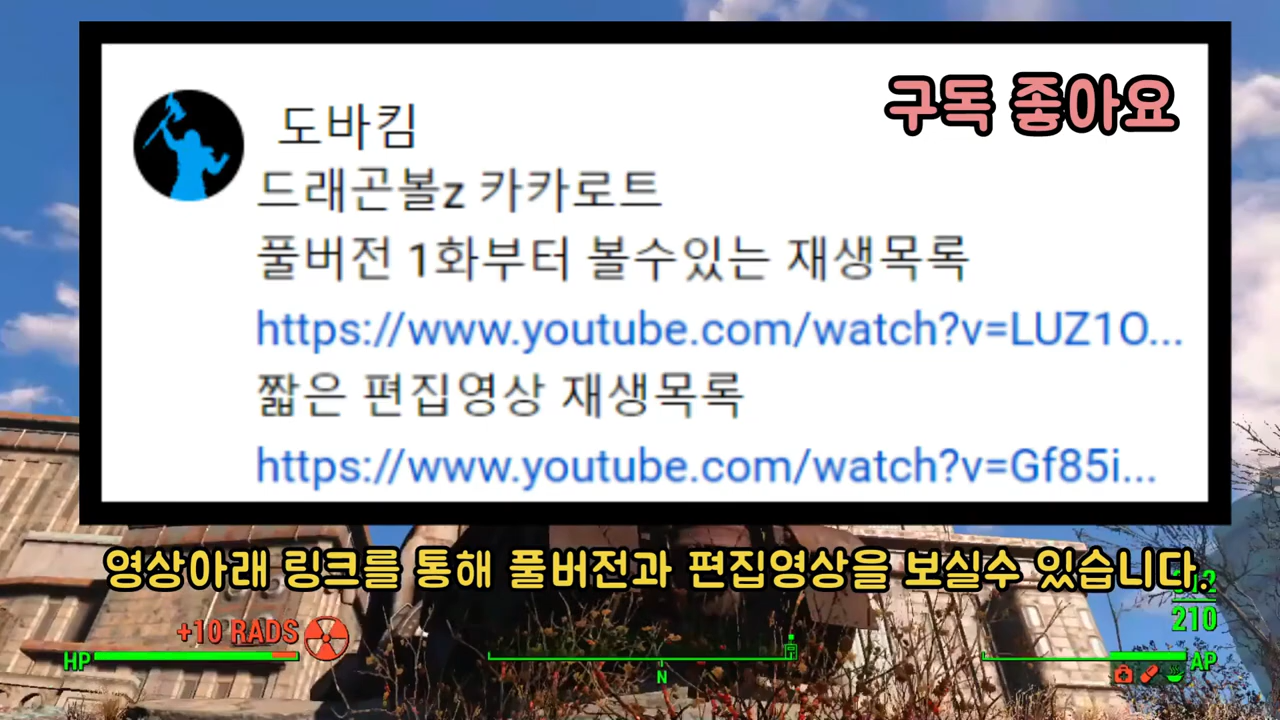 구독 좋아요
도바킴
드래곤볼z 카카로트
풀버전 1화부터 볼수있는 재생목록
https://www.youtube.com/watch?v=LUZ1O...
짧은 편집영상 재생목록
https://www.youtube.com/watch?v=Gf85i...
영상아래 링크를 통해 풀버전과 편집영상을 보실수 있습니다.
210
+10 RADS
HP
N
AP